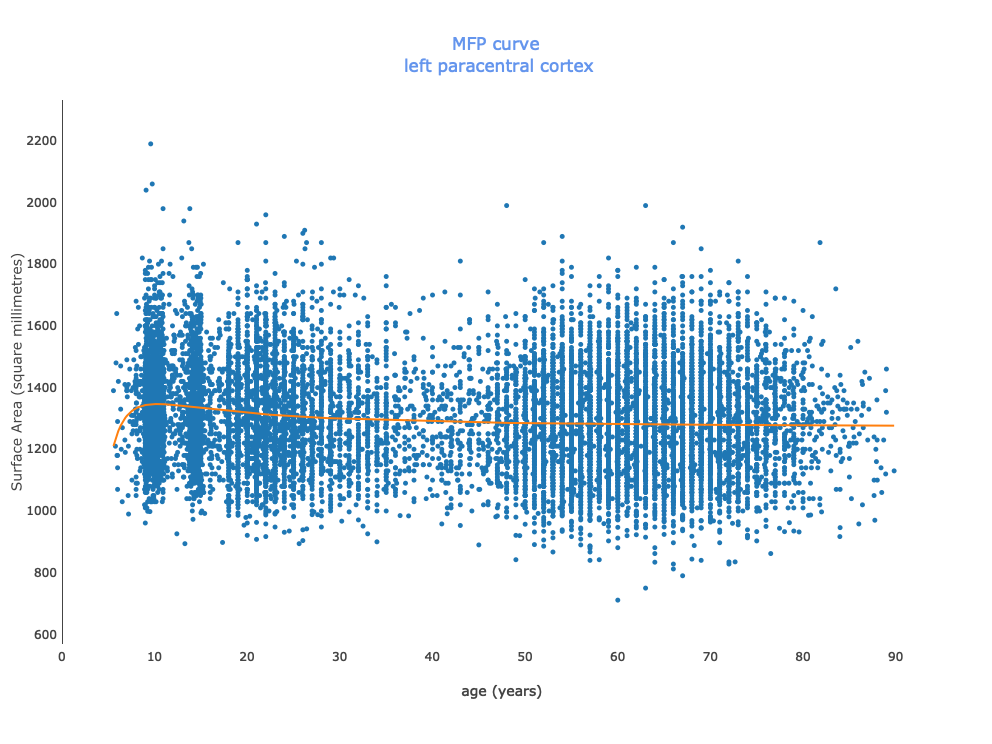 MFP curve
left paracentral cortex
Surface Area (square millimetres)
2200
2000
1800
1600
1400
1200
1000
800
600
0 10 20 30 40 50 60 70 80 90
age (years)